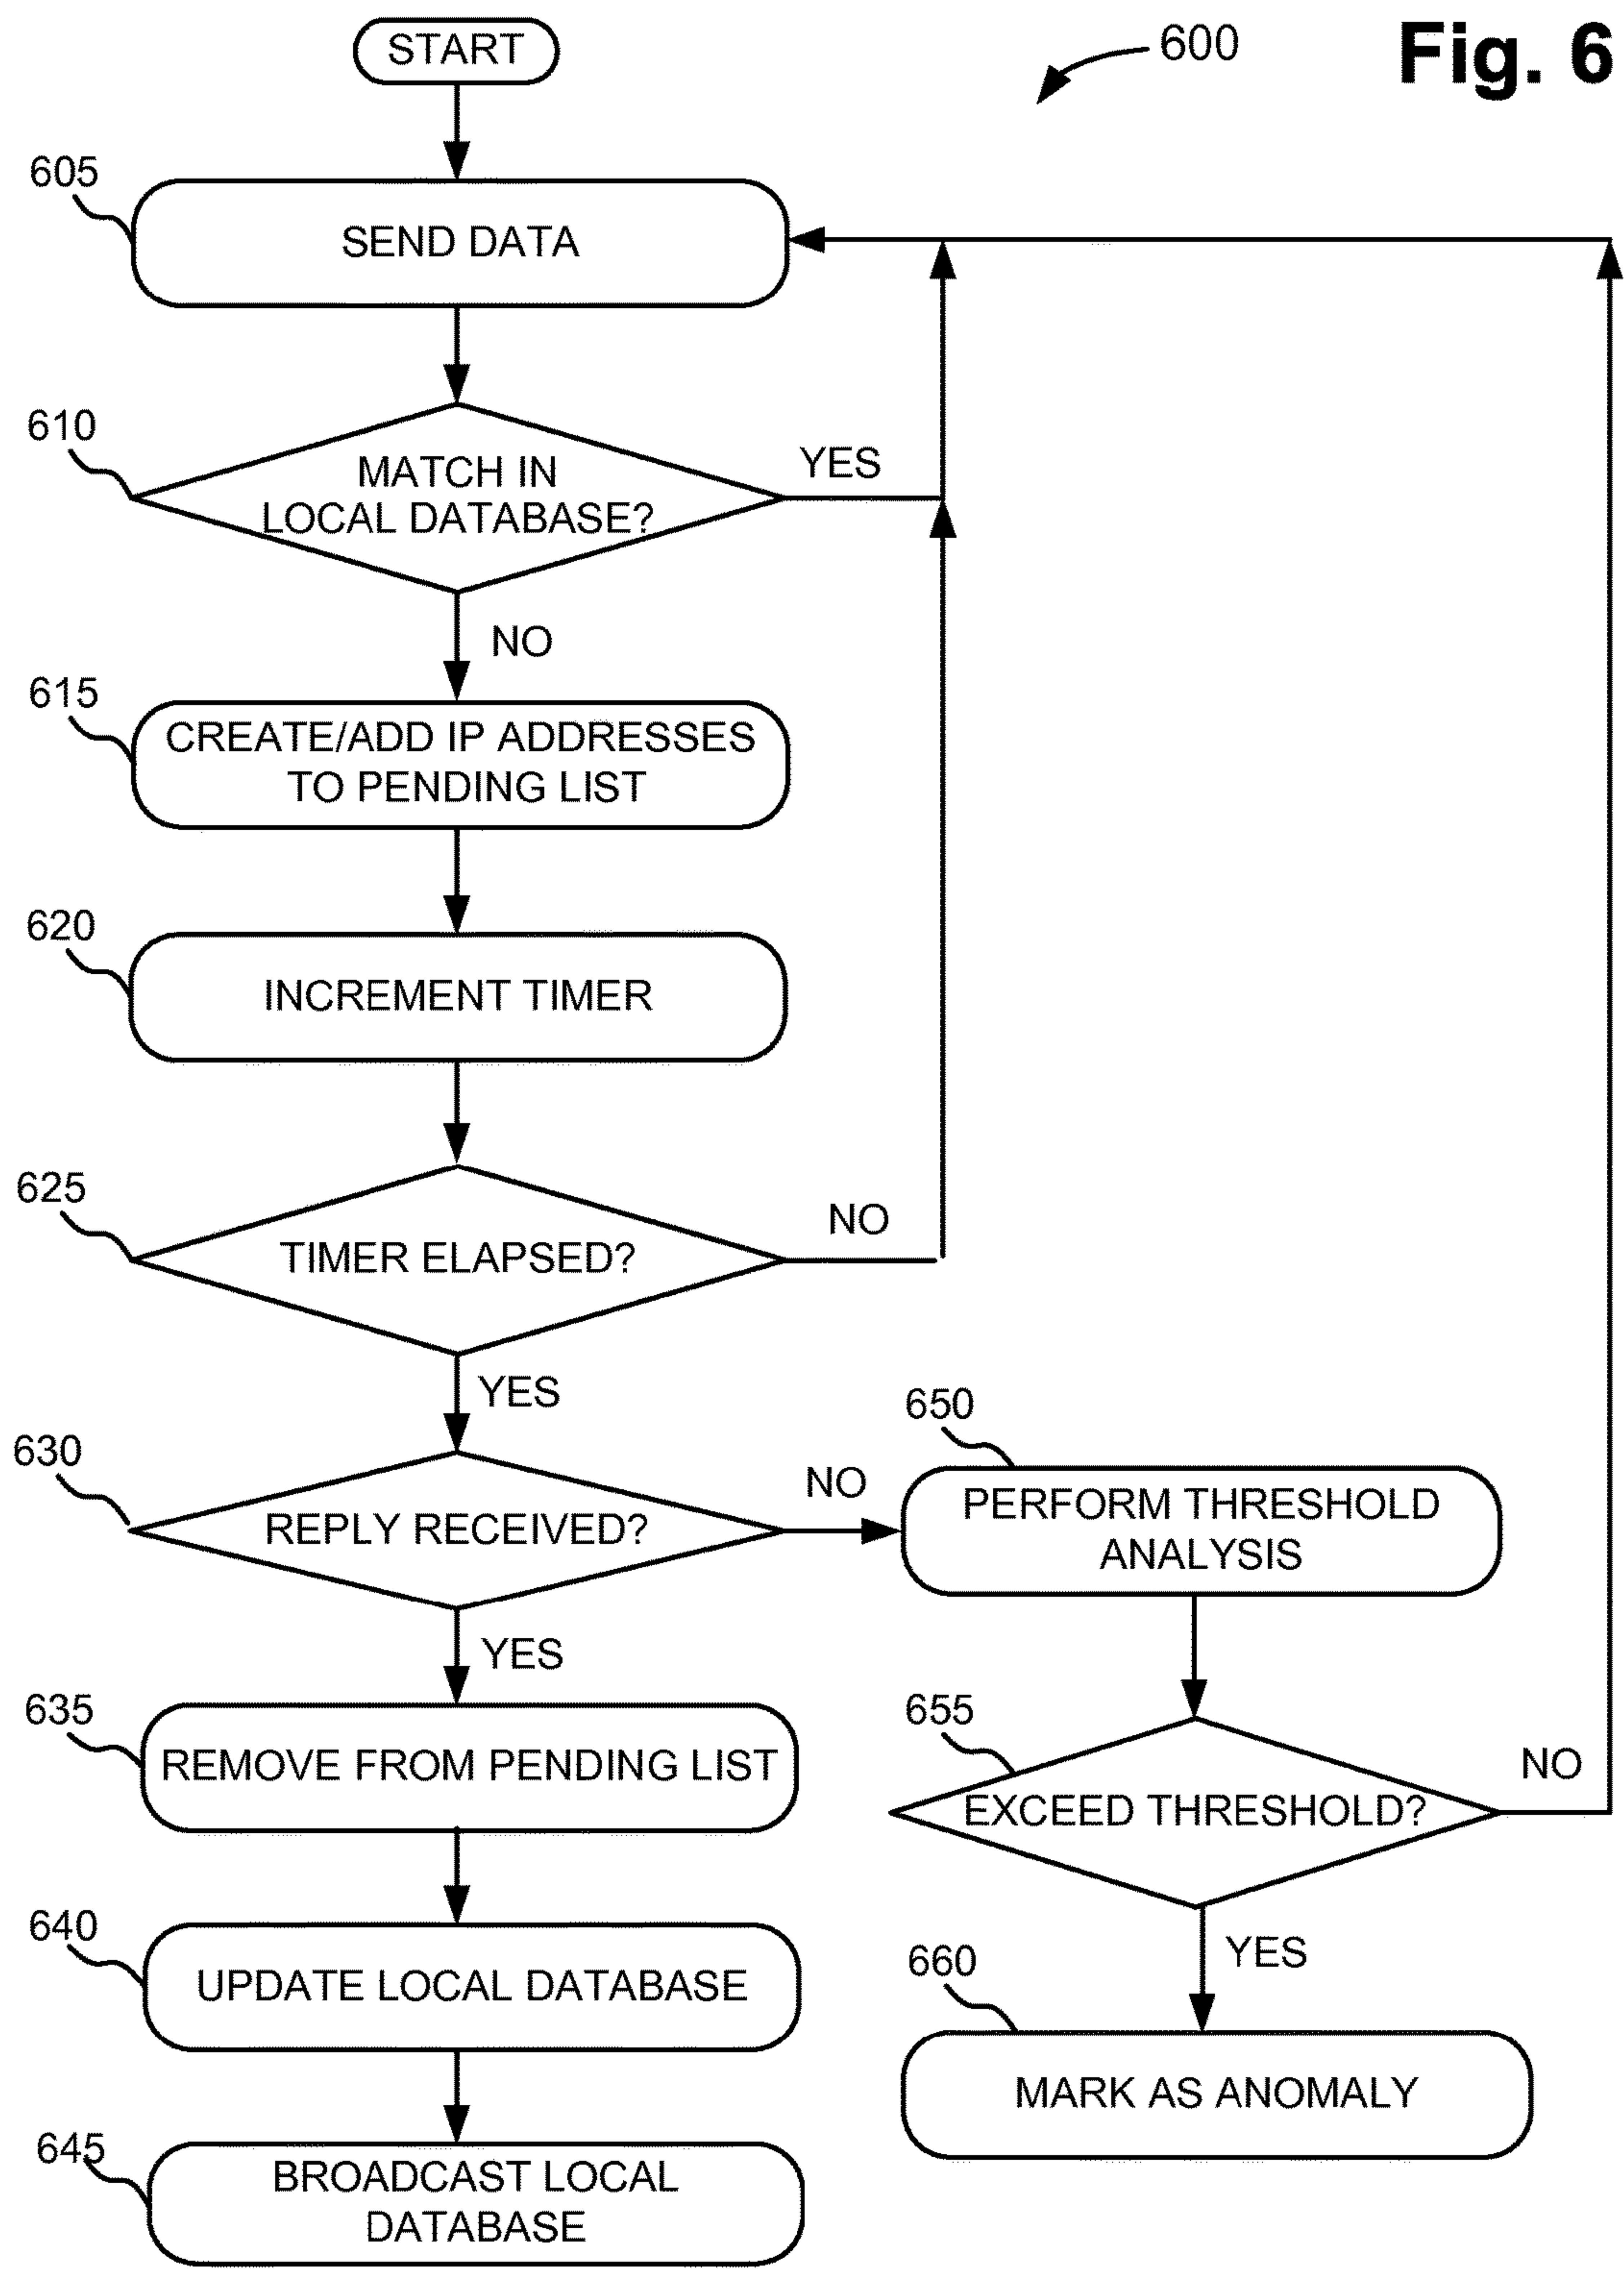 START
600
Fig. 6
605
SEND DATA
610
MATCH IN
LOCAL DATABASE?
YES
NO
615
CREATE/ADD IP ADDRESSES
TO PENDING LIST
620
INCREMENT TIMER
625
TIMER ELAPSED?
NO
YES
630
REPLY RECEIVED?
NO
650
PERFORM THRESHOLD
ANALYSIS
YES
635
REMOVE FROM PENDING LIST
655
EXCEED THRESHOLD?
NO
640
UPDATE LOCAL DATABASE
YES
660
MARK AS ANOMALY
645
BROADCAST LOCAL
DATABASE